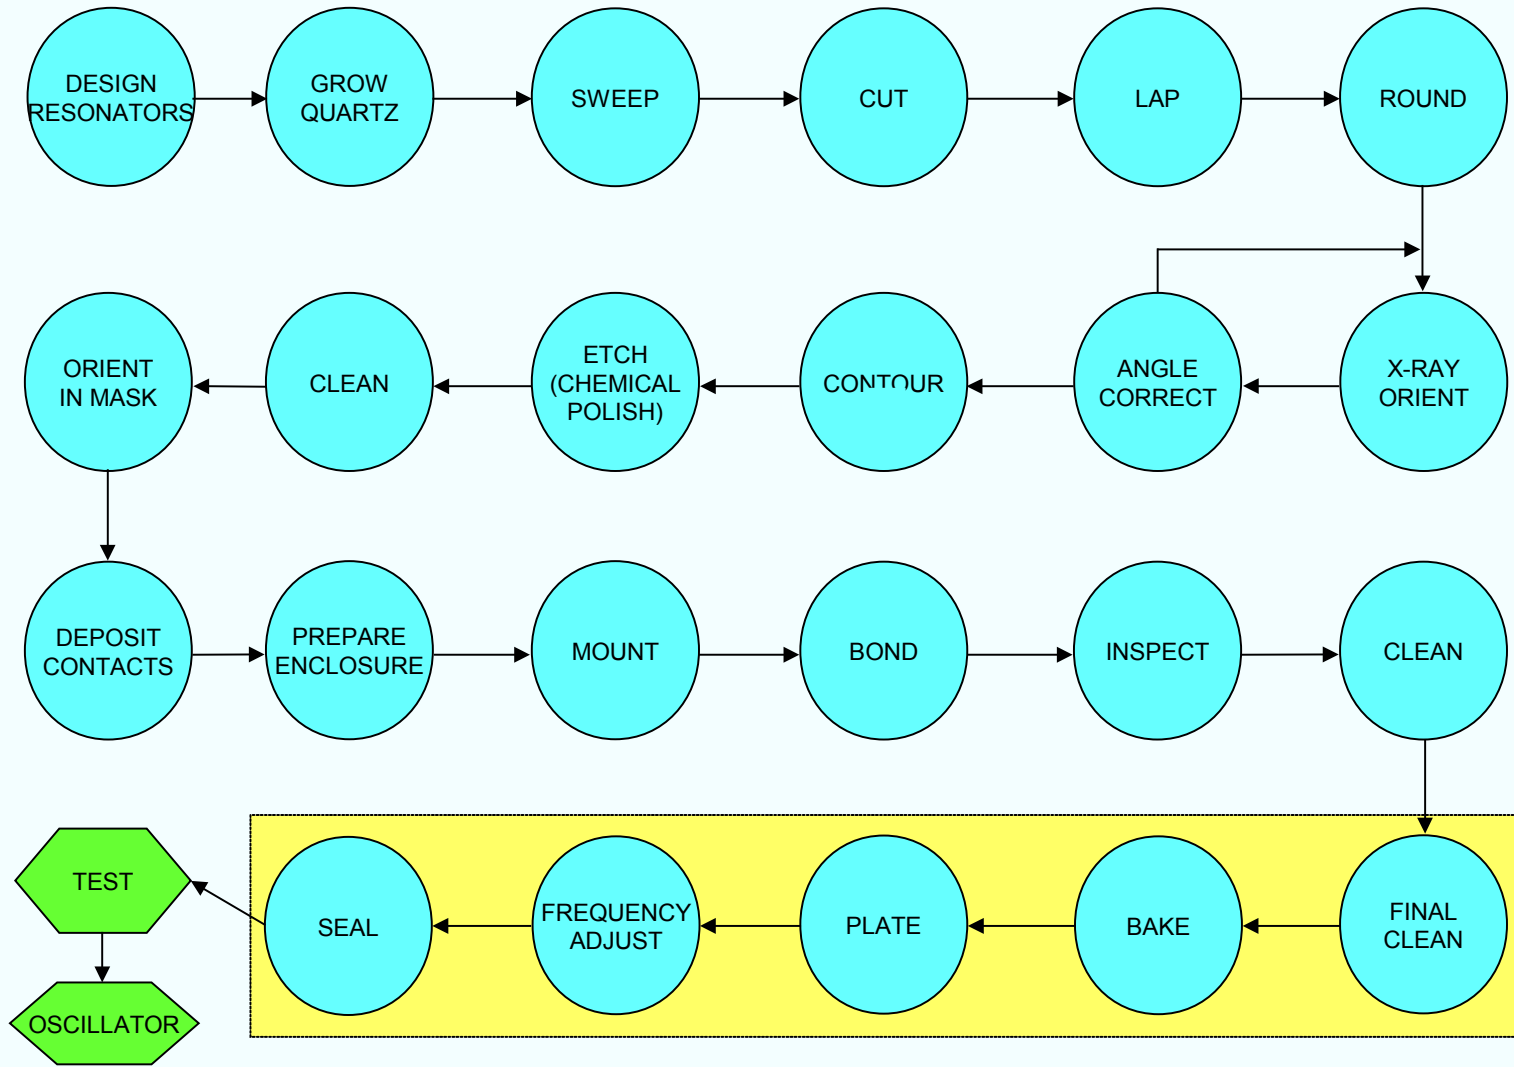 DESIGN
RESONATORS
GROW
QUARTZ
SWEEP
CUT
LAP
ROUND
ORIENT
IN MASK
CLEAN
ETCH
(CHEMICAL
POLISH)
CONTOUR
ANGLE
CORRECT
X-RAY
ORIENT
DEPOSIT
CONTACTS
PREPARE
ENCLOSURE
MOUNT
BOND
INSPECT
CLEAN
TEST
SEAL
FREQUENCY
ADJUST
PLATE
BAKE
FINAL
CLEAN
OSCILLATOR